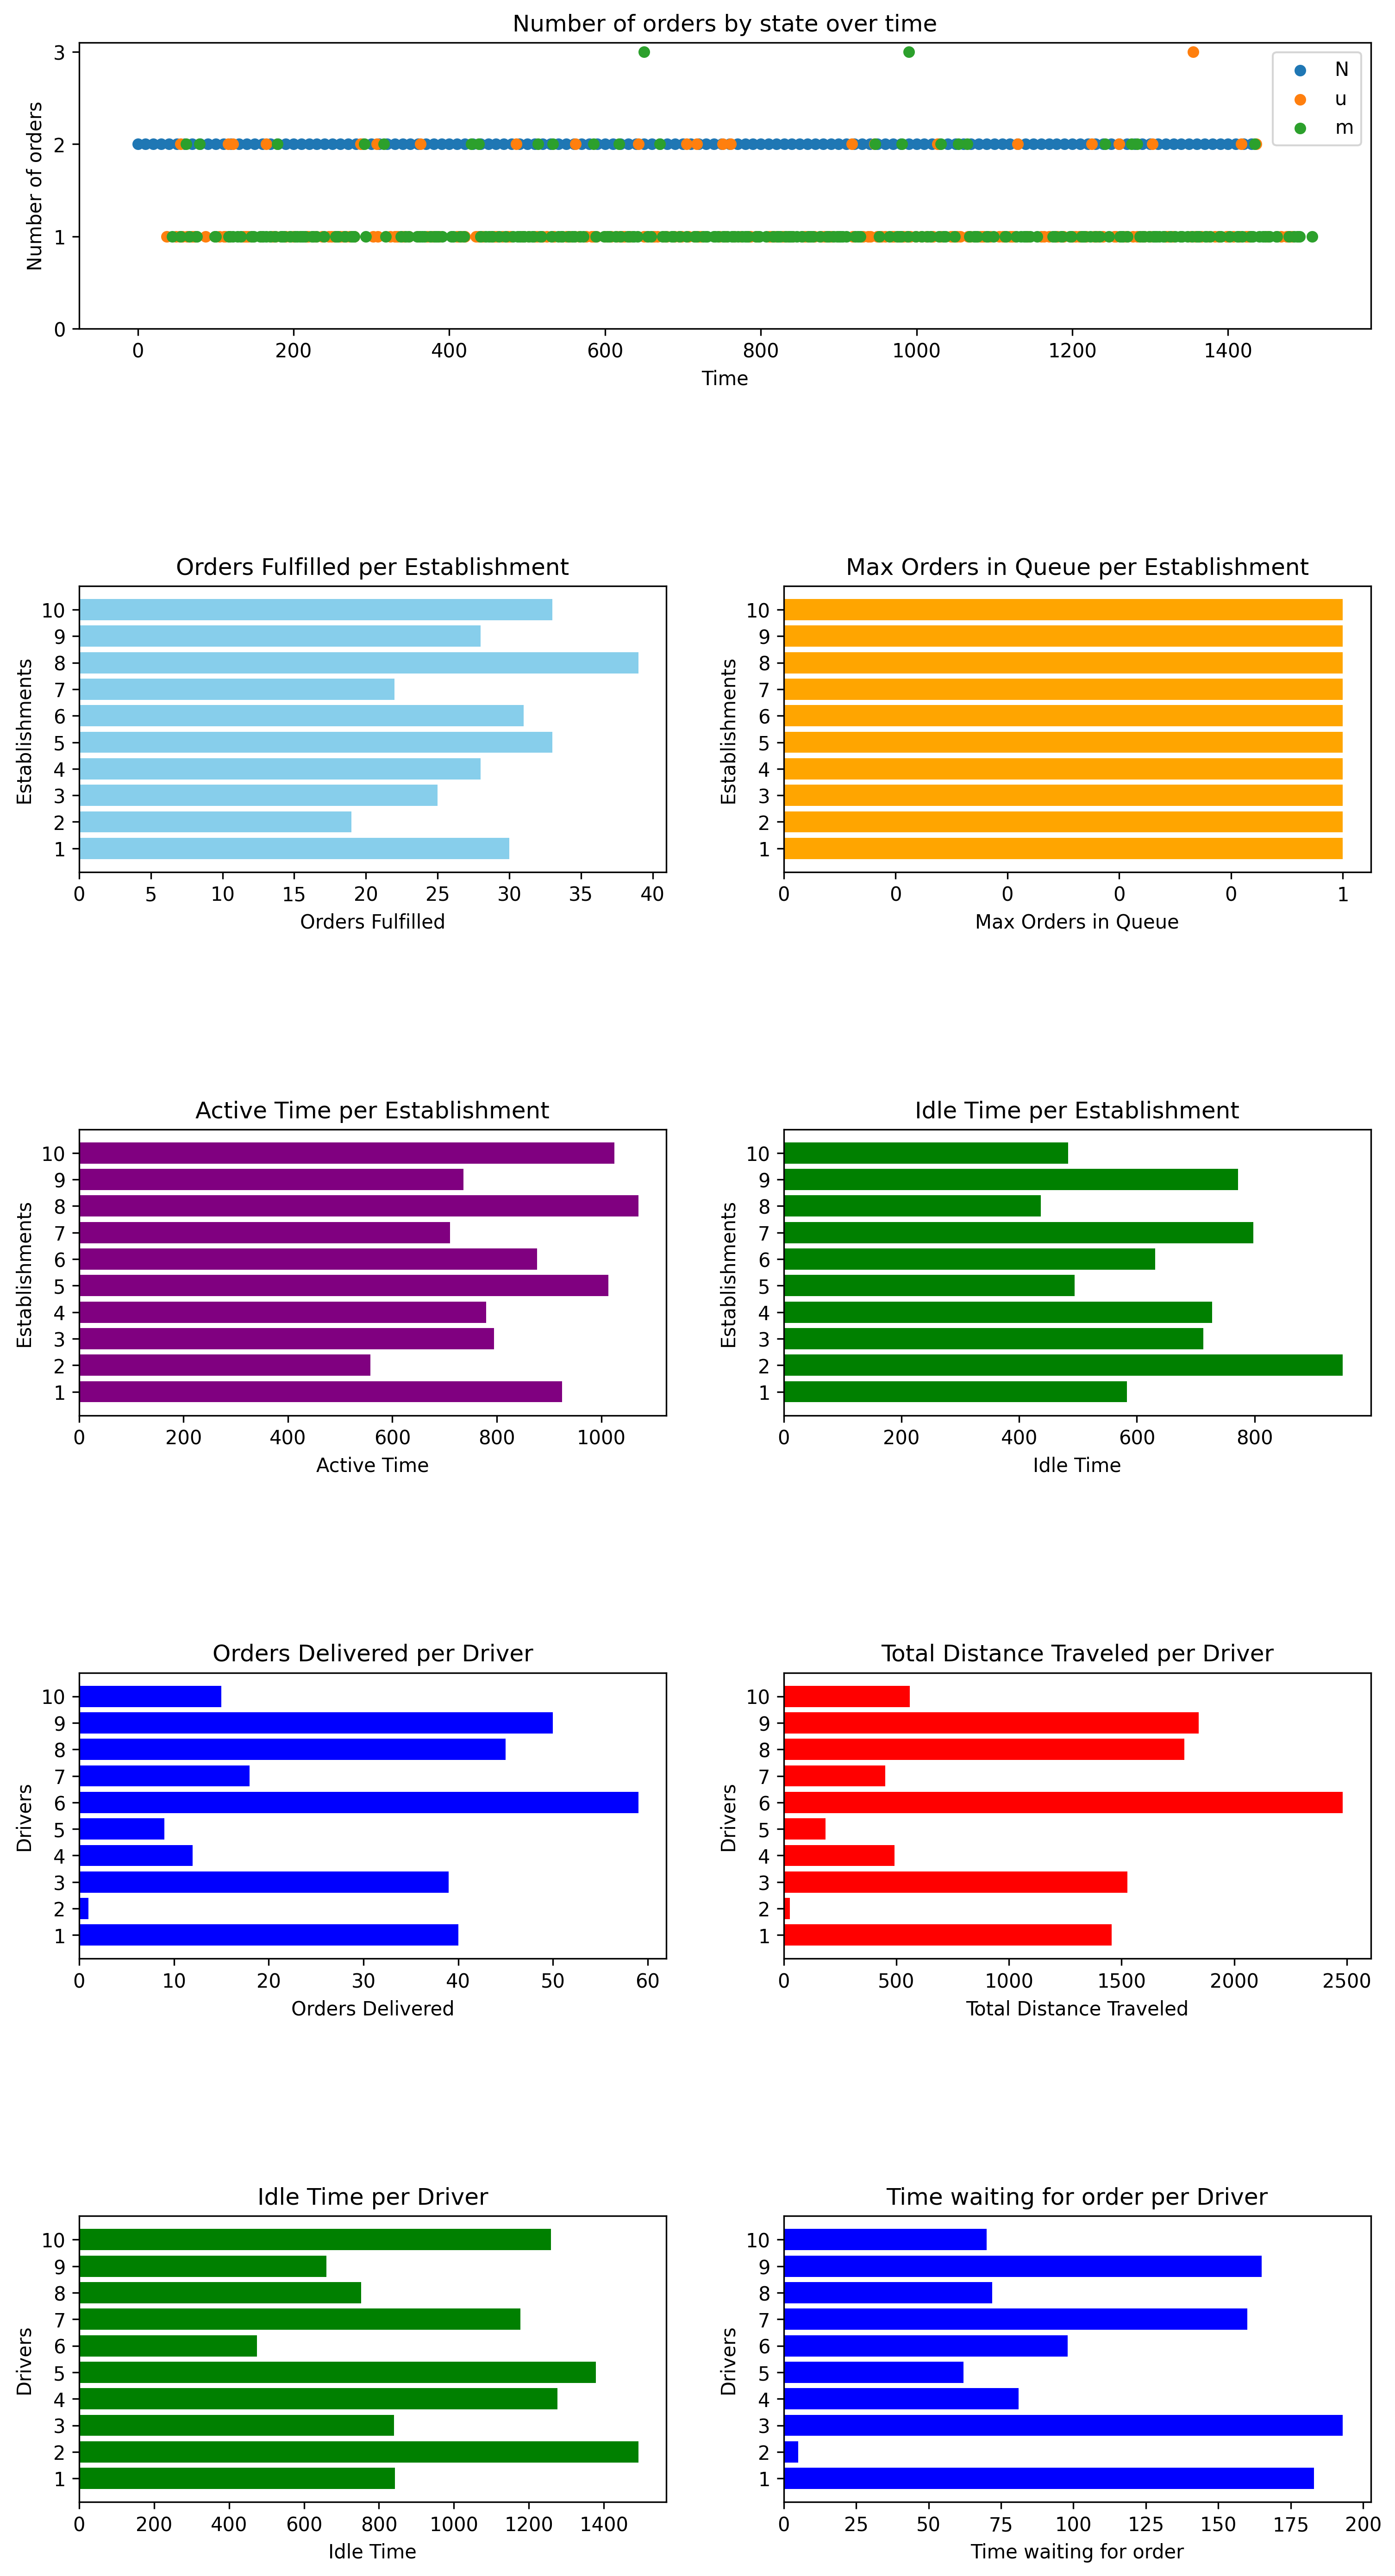 Number of orders by state over time
Number of orders
3
2
1
0
N
u
m
0 200 400 600 800 1000 1200 1400
Time
Orders Fulfilled per Establishment
Establishments
10
9
8
7
6
5
4
3
2
1
0 5 10 15 20 25 30 35 40
Orders Fulfilled
Max Orders in Queue per Establishment
Establishments
10
9
8
7
6
5
4
3
2
1
0 0 0 0 0 1
Max Orders in Queue
Active Time per Establishment
Establishments
10
9
8
7
6
5
4
3
2
1
0 200 400 600 800 1000
Active Time
Idle Time per Establishment
Establishments
10
9
8
7
6
5
4
3
2
1
0 200 400 600 800
Idle Time
Orders Delivered per Driver
Drivers
10
9
8
7
6
5
4
3
2
1
0 10 20 30 40 50 60
Orders Delivered
Total Distance Traveled per Driver
Drivers
10
9
8
7
6
5
4
3
2
1
0 500 1000 1500 2000 2500
Total Distance Traveled
Idle Time per Driver
Drivers
10
9
8
7
6
5
4
3
2
1
0 200 400 600 800 1000 1200 1400
Idle Time
Time waiting for order per Driver
Drivers
10
9
8
7
6
5
4
3
2
1
0 25 50 75 100 125 150 175 200
Time waiting for order